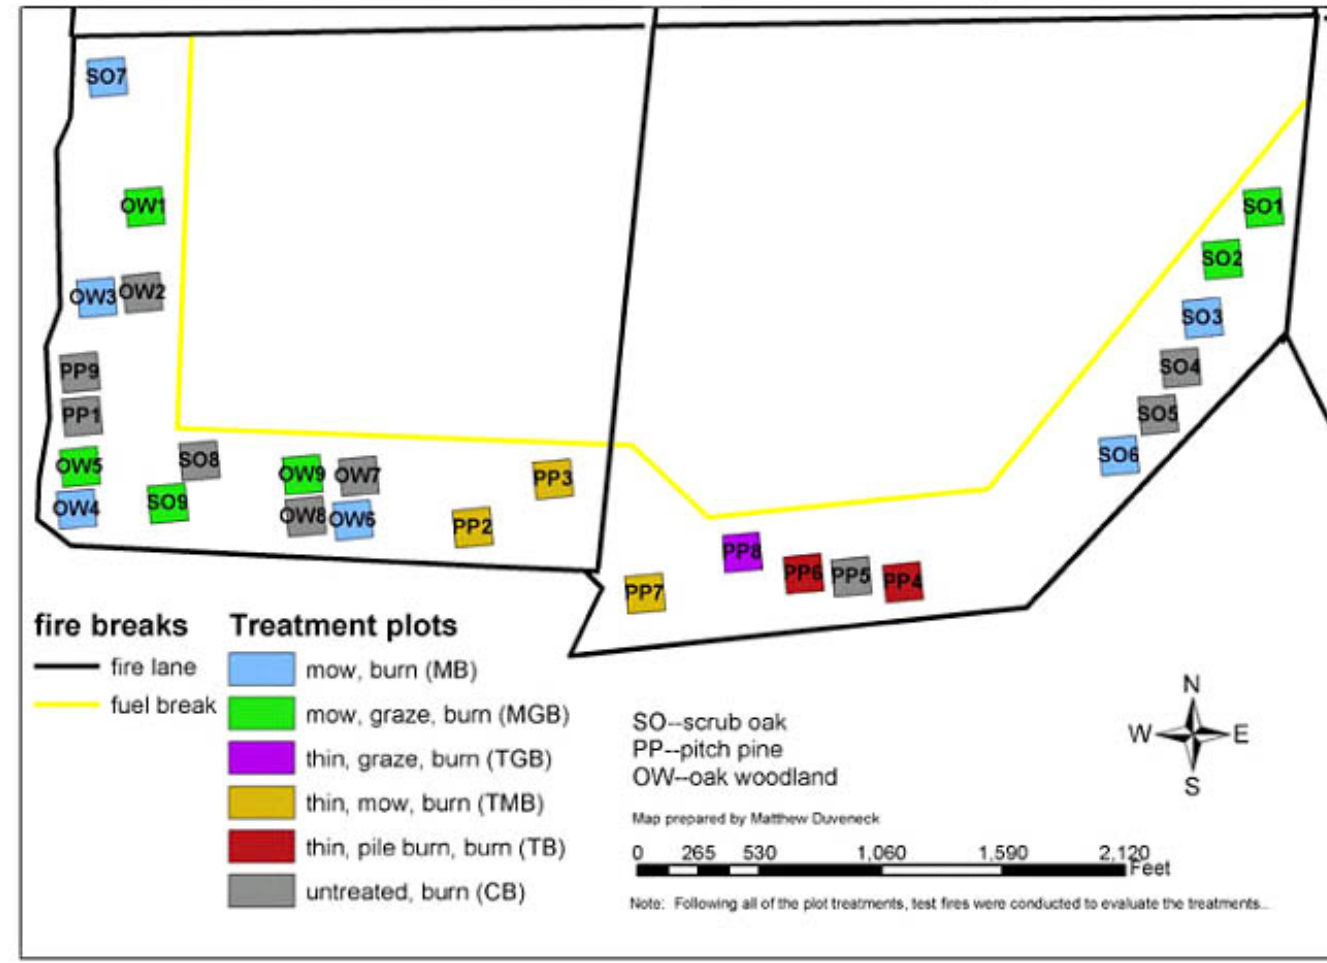 SO7
OW1
SO1
SO2
OW3 OW2
SO3
PP9
SO4
PP1
SO5
OW5 SO8 OW9 OW7 PP3 SO6
OW4 SO9 OW8 OW6 PP2
PP8
PP7 PP6 PP5 PP4
fire breaks
fire lane
fuel break
Treatment plots
mow, burn (MB)
mow, graze, burn (MGB)
thin, graze, burn (TGB)
thin, mow, burn (TMB)
thin, pile burn, burn (TB)
untreated, burn (CB)
SO--scrub oak
PP--pitch pine
OW--oak woodland
N
W E
S
Map prepared by Matthew Duveneck
0 265 530 1,060 1,590 2,120
Feet
Note: Following all of the plot treatments, test fires were conducted to evaluate the treatments..